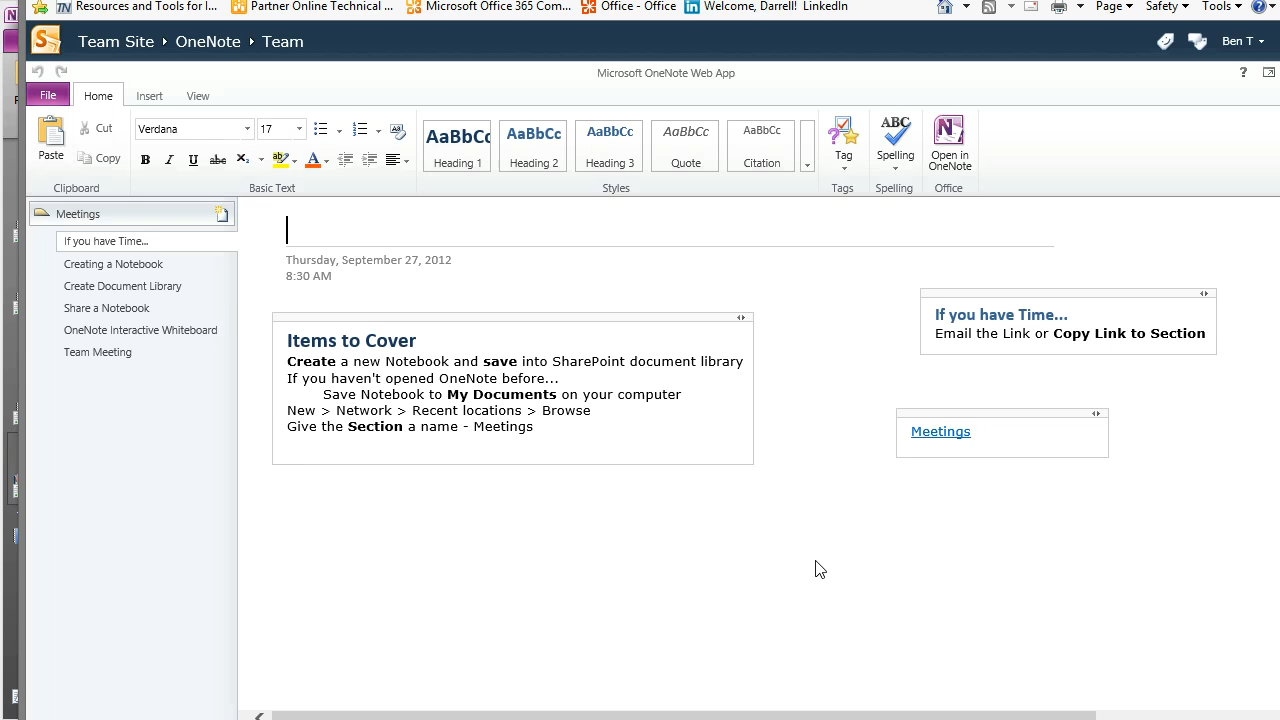 Resources and Tools for I...
Partner Online Technical ...
Microsoft Office 365 Com...
Office - Office
Welcome, Darrell! LinkedIn
Page
Safety
Tools
Team Site
OneNote
Team
Ben T
Microsoft OneNote Web App
File
Home
Insert
View
Paste
Cut
Copy
Clipboard
Verdana
17
B I U abc X₂ A
Basic Text
AaBbCc
Heading 1
AaBbCc
Heading 2
AaBbCc
Heading 3
AaBbCc
Quote
AaBbCc
Citation
Styles
Tag
Tags
ABC
Spelling
Spelling
Open in
OneNote
Office
Meetings
If you have Time...
Creating a Notebook
Create Document Library
Share a Notebook
OneNote Interactive Whiteboard
Team Meeting
Thursday, September 27, 2012
8:30 AM
Items to Cover
Create a new Notebook and save into SharePoint document library
If you haven't opened OneNote before...
Save Notebook to My Documents on your computer
New > Network > Recent locations > Browse
Give the Section a name - Meetings
If you have Time...
Email the Link or Copy Link to Section
Meetings